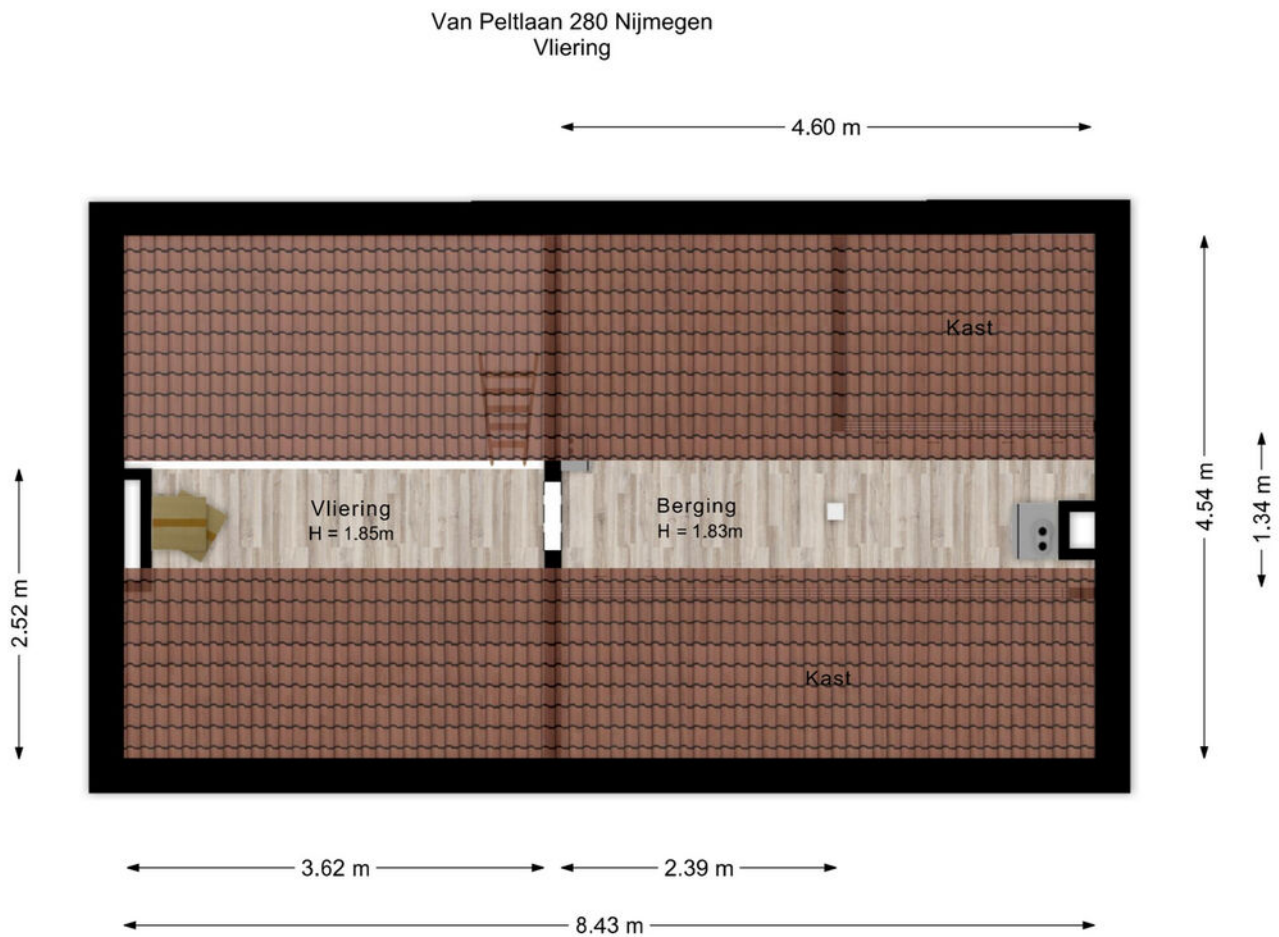 Van Peltlaan 280 Nijmegen
Vliering
4.60 m
Kast
4.54 m
1.34 m
Vliering
H = 1.85m
Berging
H = 1.83m
2.52 m
Kast
3.62 m
2.39 m
8.43 m